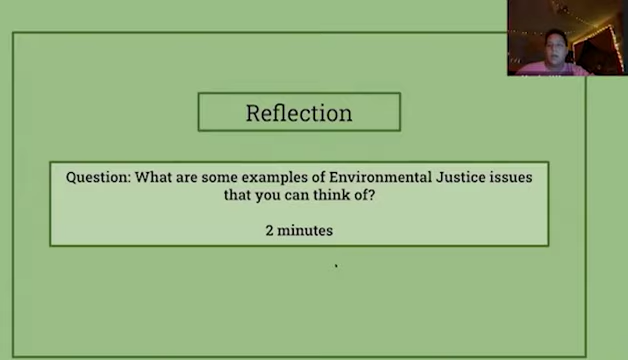 Reflection
Question: What are some examples of Environmental Justice issues
that you can think of?
2 minutes